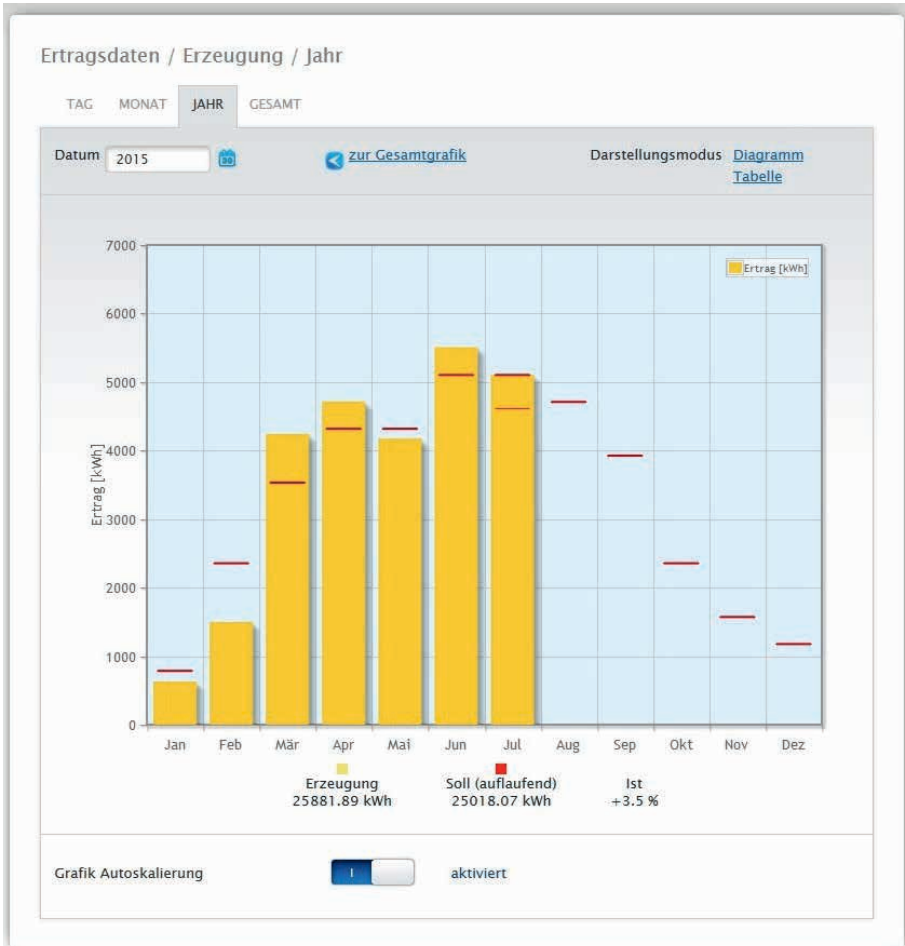 Ertragsdaten / Erzeugung / Jahr
TAG MONAT JAHR GESAMT
Datum 2015 zur Gesamtgrafik Darstellungsmodus Diagramm
Tabelle
7000
Ertrag [kWh]
6000
5000
4000
Ertrag [kWh]
3000
2000
1000
0
Jan Feb Mär Apr Mai Jun Jul Aug Sep Okt Nov Dez
Erzeugung Soll (auflaufend) Ist
25881.89 kWh 25018.07 kWh +3.5 %
Grafik Autoskalierung I aktiviert